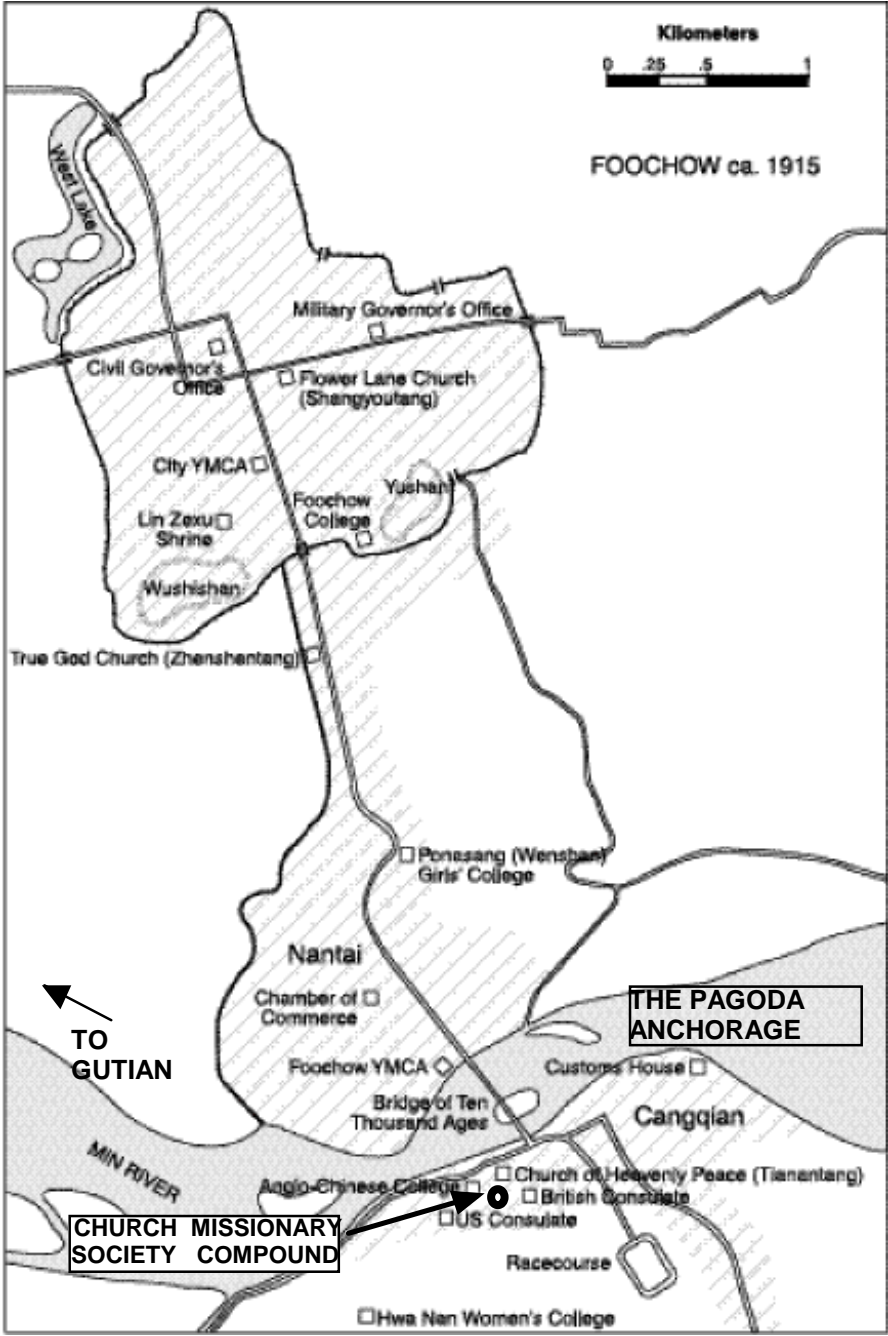 Kilometers
0 .25 .5 1
FOOCHOW ca. 1915
West Lake
Military Governor's Office
Civil Governor's
Office
Flower Lane Church
(Shangyoutang)
City YMCA
Yushan
Foochow
College
Lin Zexu
Shrine
Wushishan
True God Church (Zhenshentang)
Ponasang (Wenshan)
Girls' College
Nantai
Chamber of
Commerce
THE PAGODA
ANCHORAGE
TO
GUTIAN
Foochow YMCA
Customs House
Bridge of Ten
Thousand Ages
Cangqian
MIN RIVER
Church of Heavenly Peace (Tianantang)
Anglo-Chinese College
British Consulate
US Consulate
CHURCH MISSIONARY
SOCIETY COMPOUND
Racecourse
Hwa Nan Women's College